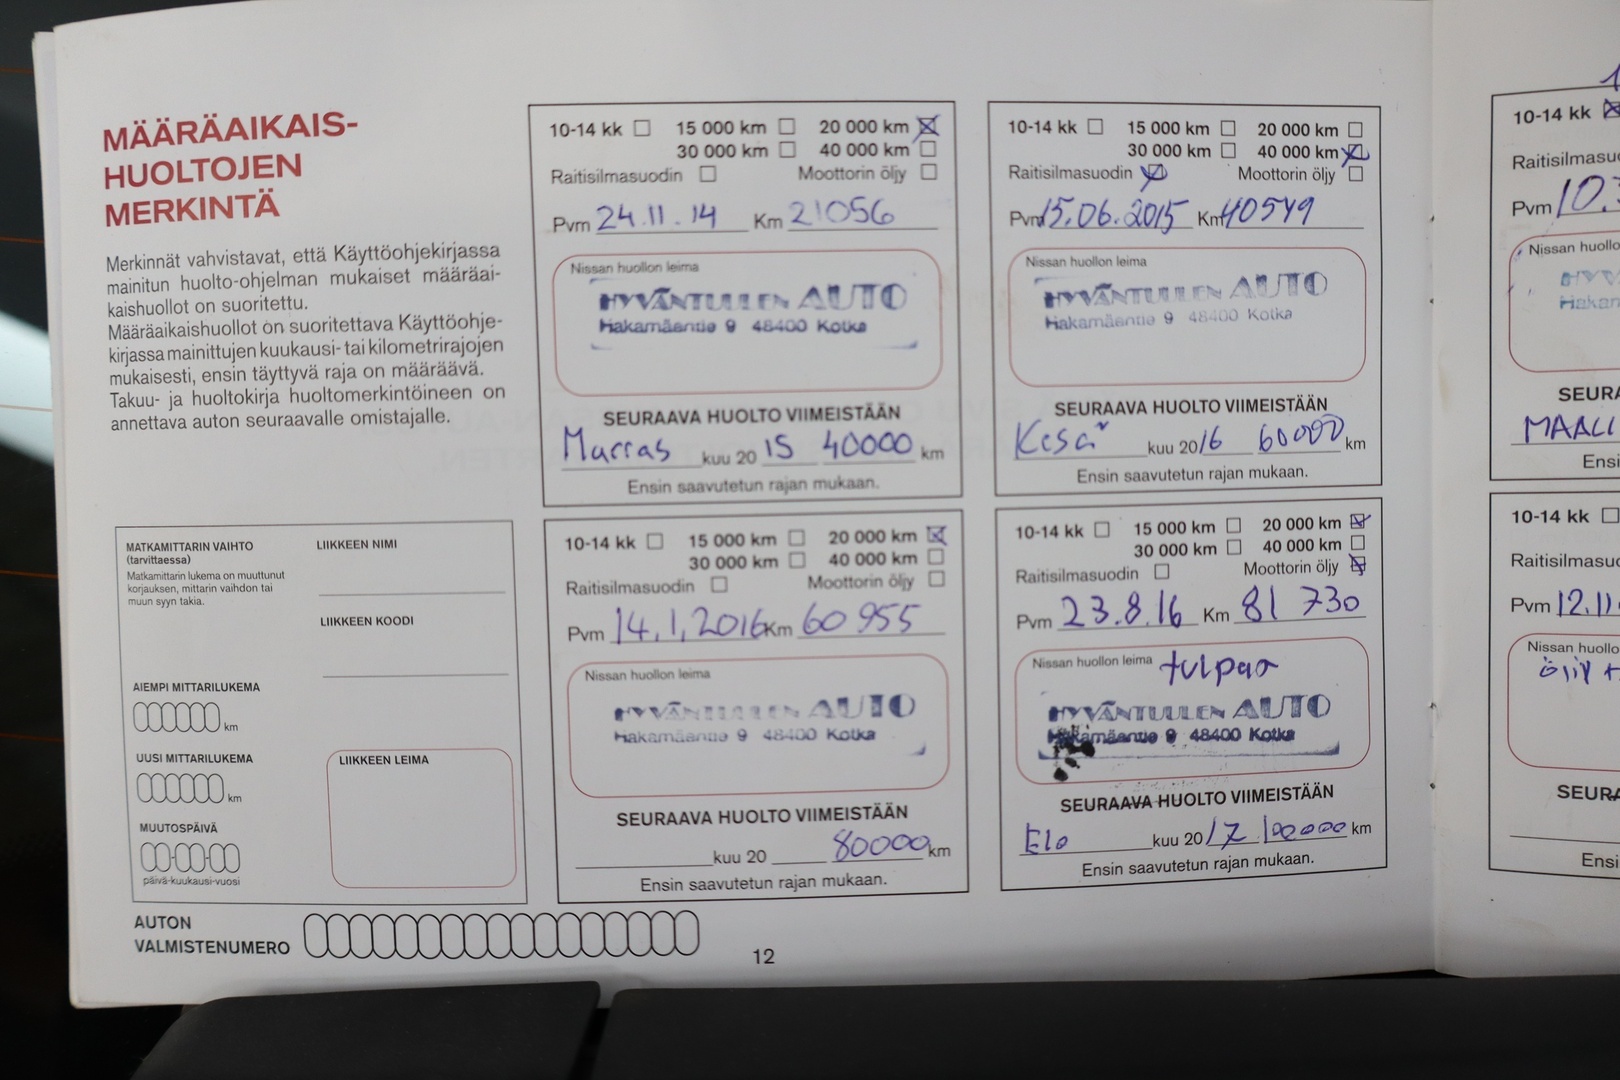 MÄÄRÄAIKAIS-
HUOLTOJEN
MERKINTÄ
Merkinnät vahvistavat, että Käyttöohjekirjassa
mainitun huolto-ohjelman mukaiset määräai-
kaishuollot on suoritettu.
Määräaikaishuollot on suoritettava Käyttöohje-
kirjassa mainittujen kuukausi- tai kilometrirajojen
mukaisesti, ensin täyttyvä raja on määräävä.
Takuu- ja huoltokirja huoltomerkintöineen on
annettava auton seuraavalle omistajalle.
MATKAMITTARIN VAIHTO
(tarvittaessa)
Matkamittarin lukema on muuttunut
korjauksen, mittarin vaihdon tai
muun syyn takia.
AIEMPI MITTARILUKEMA
km
UUSI MITTARILUKEMA
km
MUUTOSPÄIVÄ
päivä-kuukausi-vuosi
LIIKKEEN NIMI
LIIKKEEN KOODI
LIIKKEEN LEIMA
AUTON
VALMISTENUMERO
10-14 kk 15 000 km 20 000 km
30 000 km 40 000 km
Raitisilmasuodin Moottorin öljy
Pvm 24.11.14 Km 21056
Nissan huollon leima
HYVÄNTUULEN AUTO
Hakamäentie 9 48400 Kotka
SEURAAVA HUOLTO VIIMEISTÄÄN
Marras kuu 20 15 40000 km
Ensin saavutetun rajan mukaan.
10-14 kk 15 000 km 20 000 km
30 000 km 40 000 km
Raitisilmasuodin Moottorin öljy
Pvm 15.06.2015 Km 40549
Nissan huollon leima
HYVÄNTUULEN AUTO
Hakamäentie 9 48400 Kotka
SEURAAVA HUOLTO VIIMEISTÄÄN
Kesä kuu 20 16 60000 km
Ensin saavutetun rajan mukaan.
10-14 kk 15 000 km 20 000 km
30 000 km 40 000 km
Raitisilmasuodin Moottorin öljy
Pvm 14.1.2016 Km 60 955
Nissan huollon leima
HYVÄNTUULEN AUTO
Hakamäentie 9 48400 Kotka
SEURAAVA HUOLTO VIIMEISTÄÄN
kuu 20 80000 km
Ensin saavutetun rajan mukaan.
10-14 kk 15 000 km 20 000 km
30 000 km 40 000 km
Raitisilmasuodin Moottorin öljy
Pvm 23.8.16 Km 81 730
Nissan huollon leima tulpat
HYVÄNTUULEN AUTO
Hakamäentie 9 48400 Kotka
SEURAAVA HUOLTO VIIMEISTÄÄN
Elo kuu 20 17 100000 km
Ensin saavutetun rajan mukaan.
12
10-14 kk
Raitisilmasu
Pvm 10.
Nissan huollo
HYV
Hakam
SEURA
MAALI
Ensi
10-14 kk
Raitisilmasu
Pvm 12.11
Nissan huollo
SEURA
Ensi